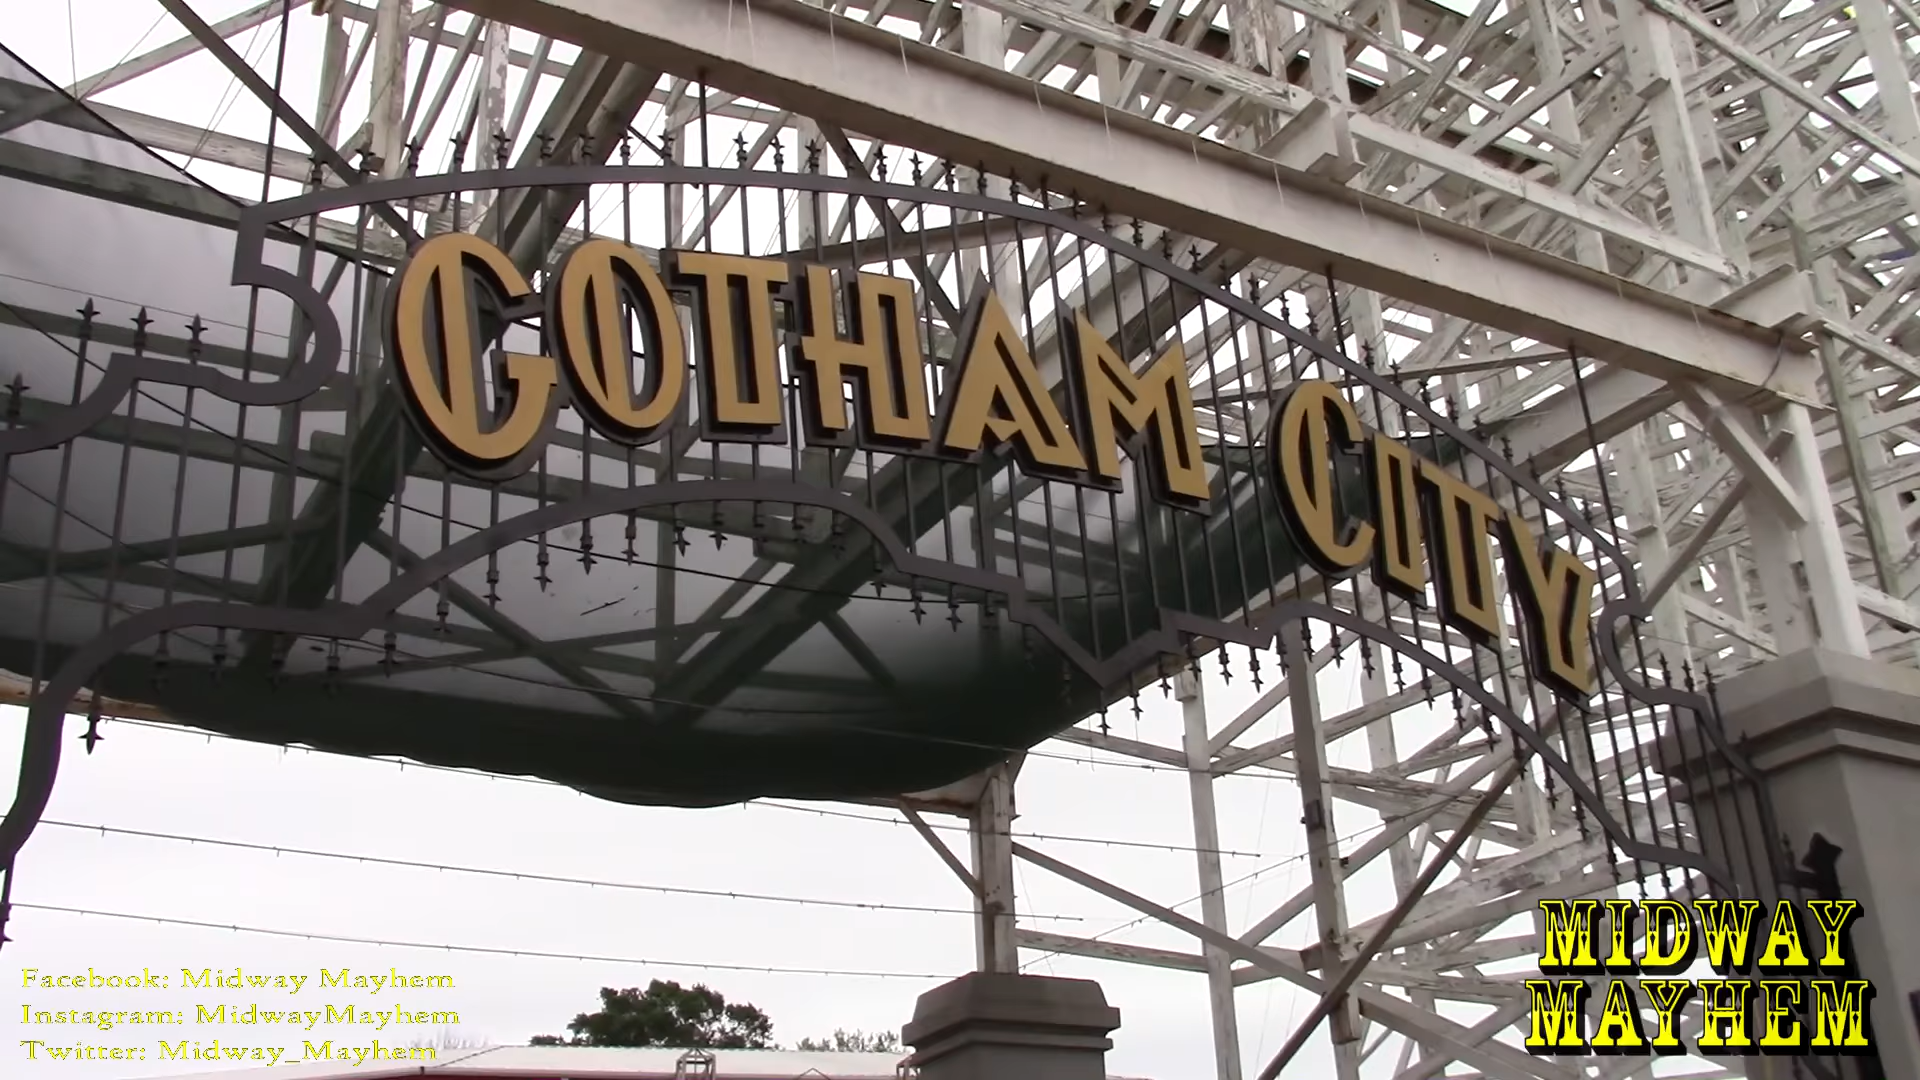 GOTHAM CITY
Facebook: Midway Mayhem
Instagram: MidwayMayhem
Twitter: Midway_Mayhem
MIDWAY
MAYHEM